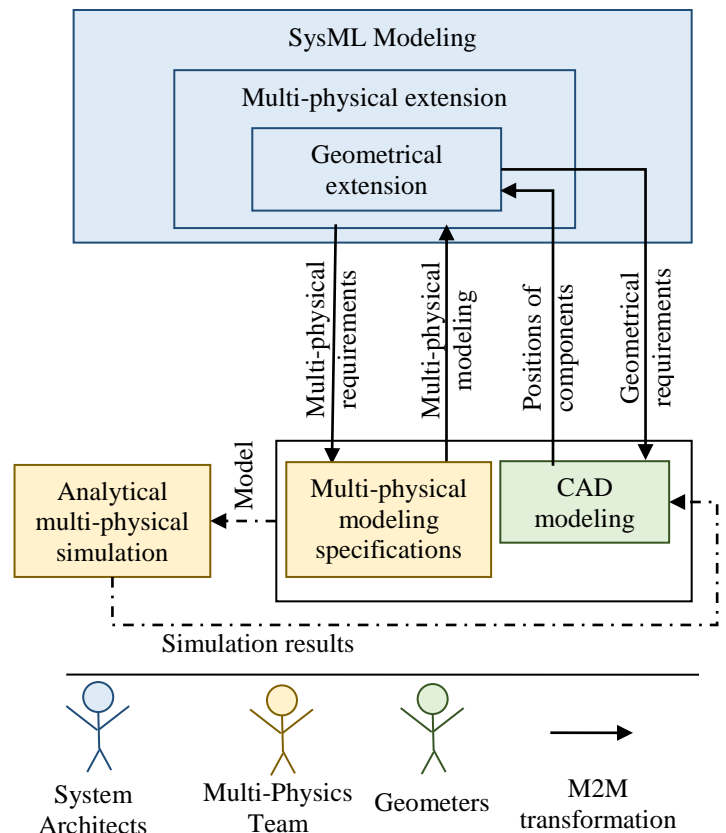 SysML Modeling
Multi-physical extension
Geometrical
extension
Multi-physical
requirements
Multi-physical
modeling
Positions of
components
Geometrical
requirements
Analytical
multi-physical
simulation
Model
Multi-physical
modeling
specifications
CAD
modeling
Simulation results
System
Architects
Multi-Physics
Team
Geometers
M2M
transformation